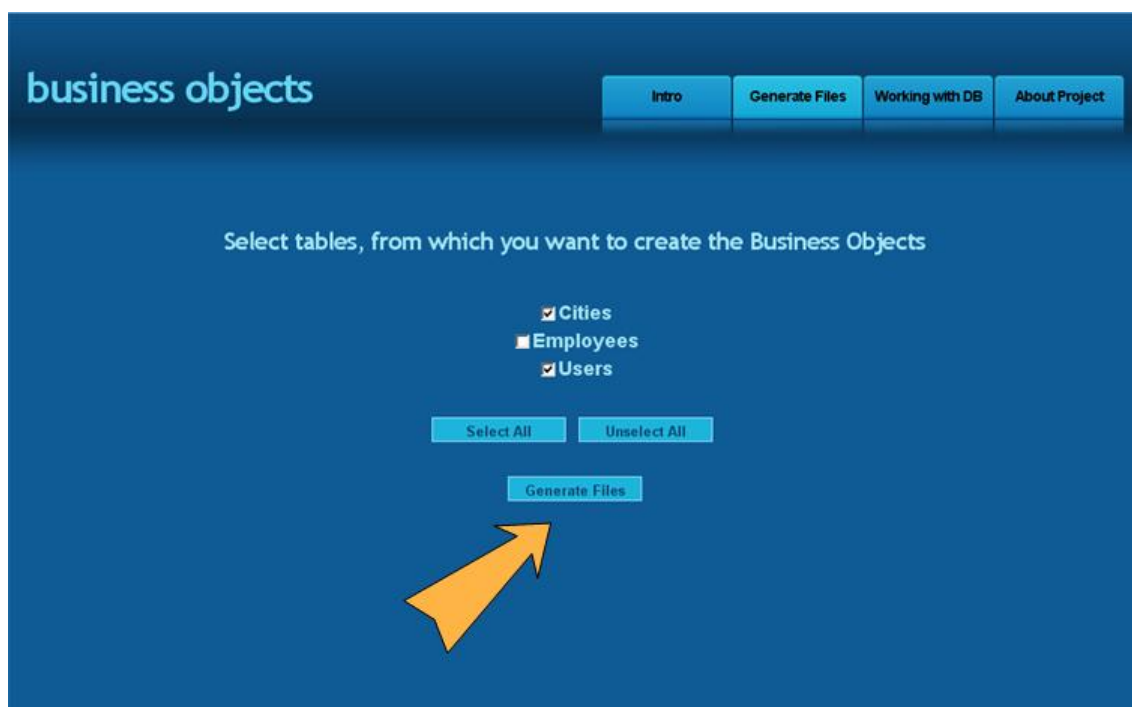 business objects
Intro Generate Files Working with DB About Project
Select tables, from which you want to create the Business Objects
Cities
Employees
Users
Select All Unselect All
Generate Files